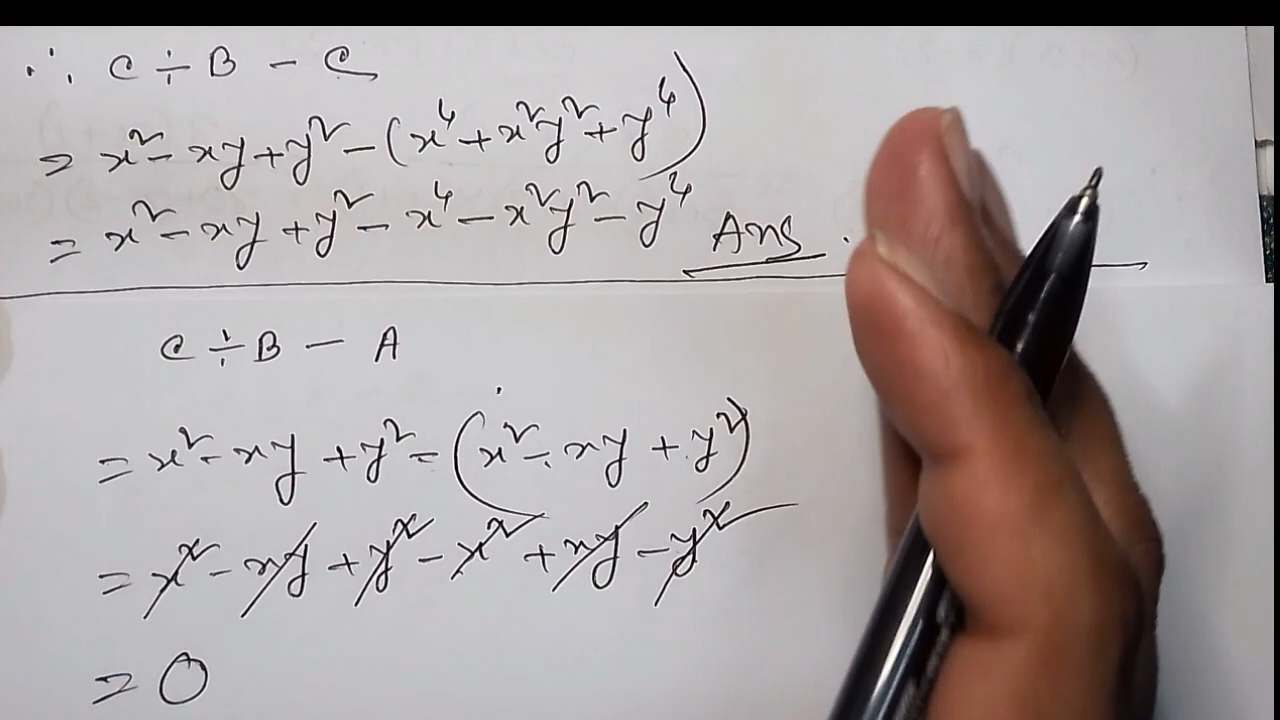 ∴ C ÷ B - C
= x² - xy + y² - (x⁴ + x²y² + y⁴)
= x² - xy + y² - x⁴ - x²y² - y⁴ Ans.
C ÷ B - A
= x² - xy + y² - (x² - xy + y²)
= x² - xy + y² - x² + xy - y²
= 0